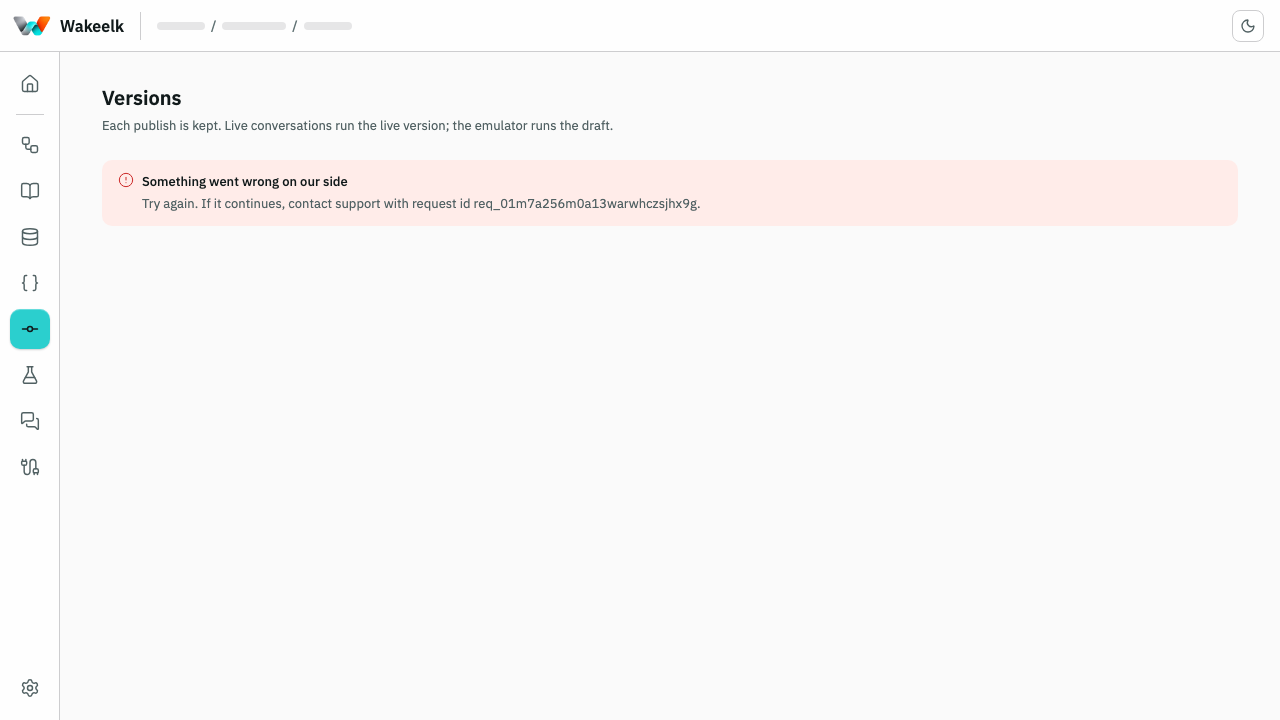 Wakeelk
/ /
Versions
Each publish is kept. Live conversations run the live version; the emulator runs the draft.
Something went wrong on our side
Try again. If it continues, contact support with request id req_01m7a256m0a13warwhczsjhx9g.